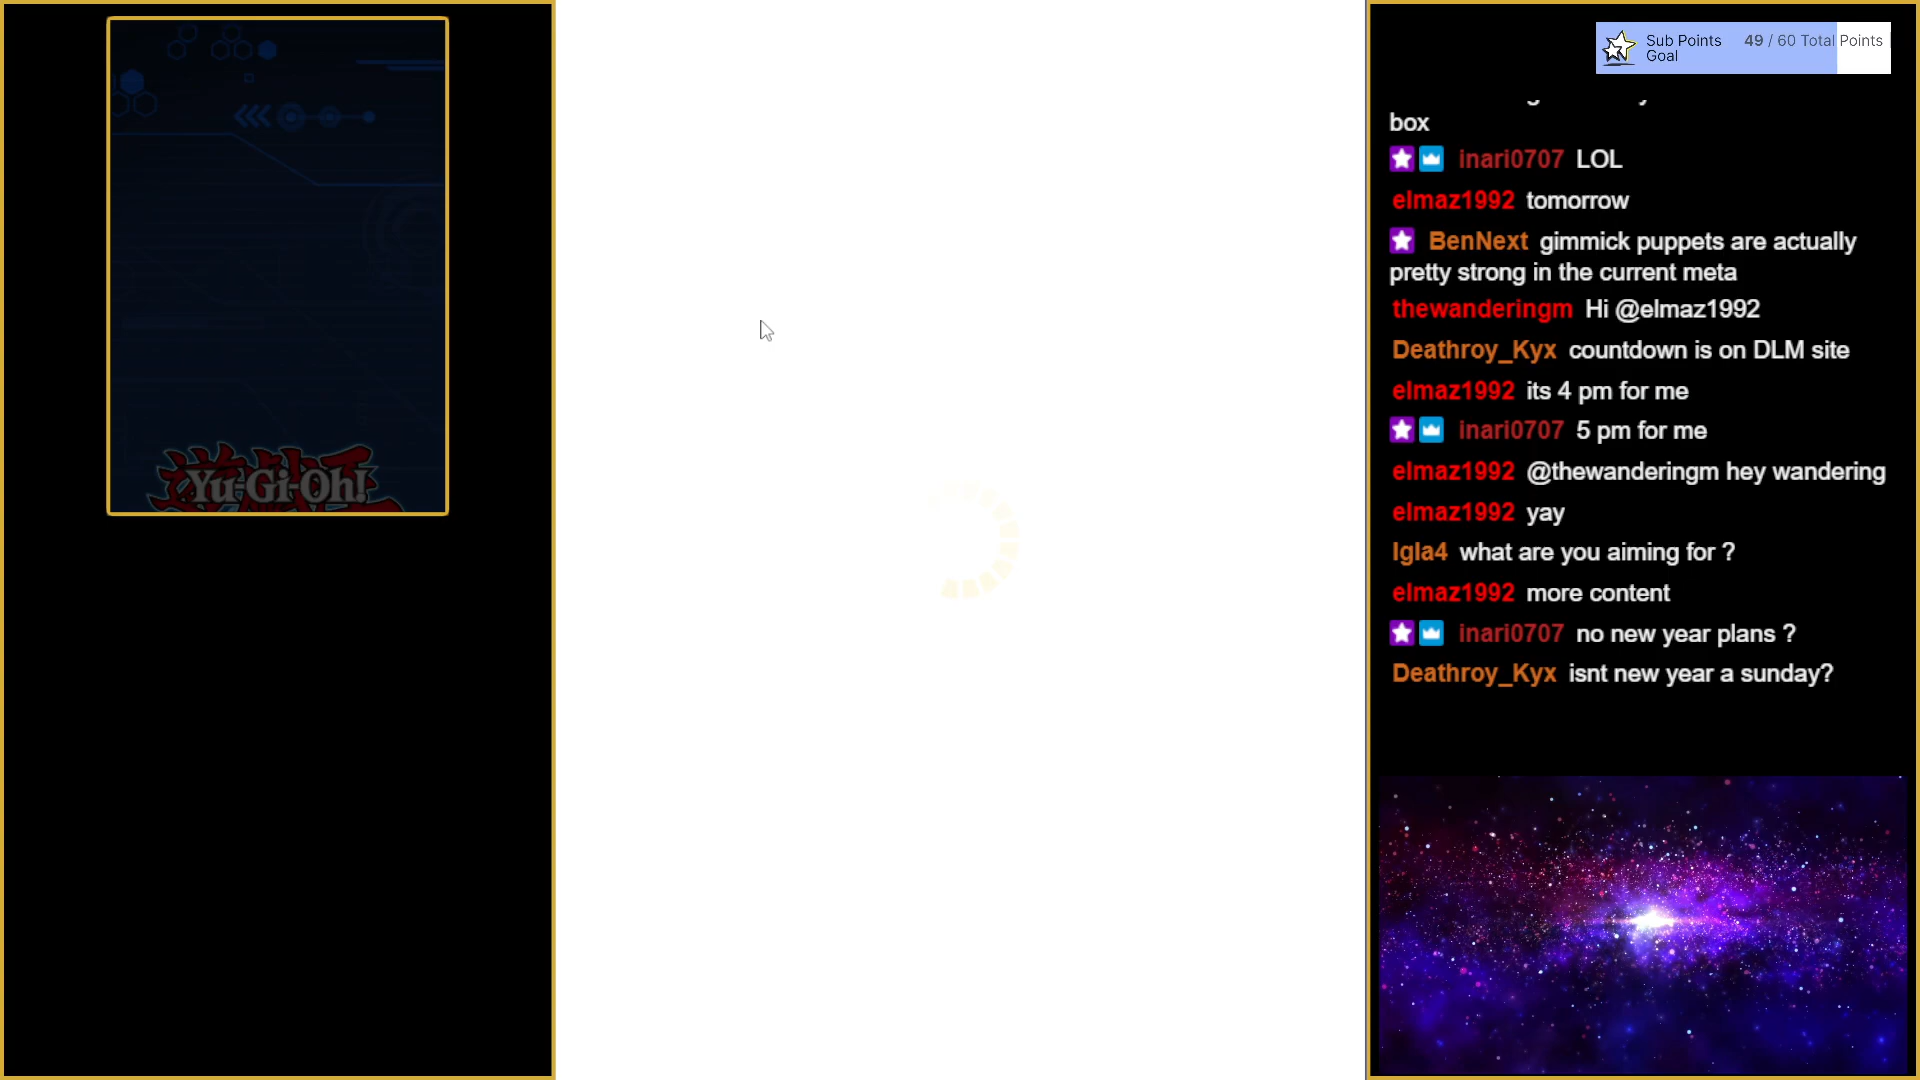 遊戯王
Yu-Gi-Oh!
Sub Points
Goal
49 / 60 Total Points
box
inari0707 LOL
elmaz1992 tomorrow
BenNext gimmick puppets are actually
pretty strong in the current meta
thewanderingm Hi @elmaz1992
Deathroy_Kyx countdown is on DLM site
elmaz1992 its 4 pm for me
inari0707 5 pm for me
elmaz1992 @thewanderingm hey wandering
elmaz1992 yay
Igla4 what are you aiming for ?
elmaz1992 more content
inari0707 no new year plans ?
Deathroy_Kyx isnt new year a sunday?